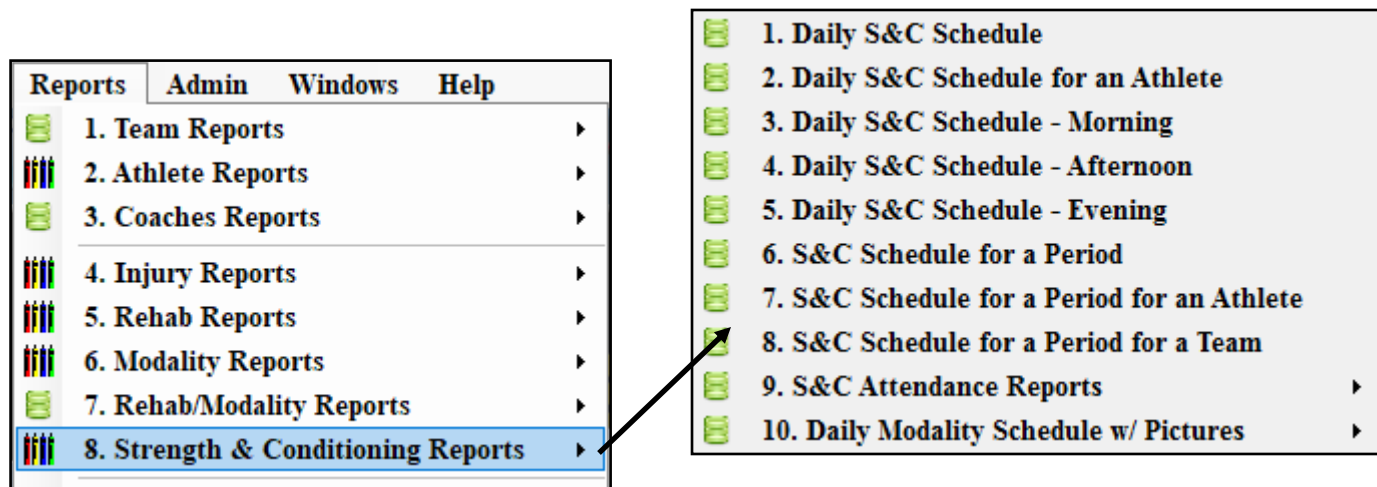 Reports Admin Windows Help
1. Team Reports
2. Athlete Reports
3. Coaches Reports
4. Injury Reports
5. Rehab Reports
6. Modality Reports
7. Rehab/Modality Reports
8. Strength & Conditioning Reports
1. Daily S&C Schedule
2. Daily S&C Schedule for an Athlete
3. Daily S&C Schedule - Morning
4. Daily S&C Schedule - Afternoon
5. Daily S&C Schedule - Evening
6. S&C Schedule for a Period
7. S&C Schedule for a Period for an Athlete
8. S&C Schedule for a Period for a Team
9. S&C Attendance Reports
10. Daily Modality Schedule w/ Pictures